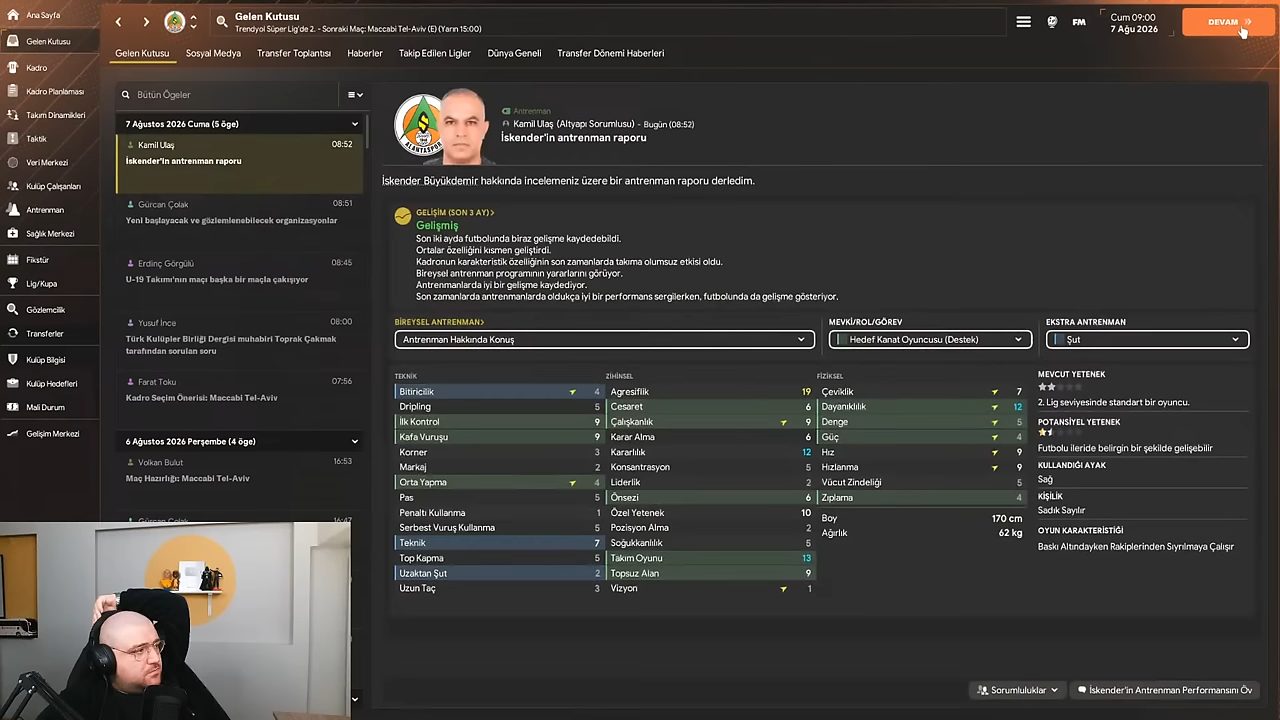 Ana Sayfa
Gelen Kutusu
Kadro
Kadro Planlaması
Takım Dinamikleri
Taktik
Veri Merkezi
Kulüp Çalışanları
Antrenman
Sağlık Merkezi
Fikstür
Lig/Kupa
Gözlemcilik
Transferler
Kulüp Bilgisi
Kulüp Hedefleri
Mali Durum
Gelişim Merkezi
Gelen Kutusu
Trendyol Süper Lig'de 2. - Sonraki Maç: Maccabi Tel-Aviv (E) (Yarın 15:00)
FM
Cum 09:00
7 Ağu 2026
DEVAM
Gelen Kutusu Sosyal Medya Transfer Toplantısı Haberler Takip Edilen Ligler Dünya Geneli Transfer Dönemi Haberleri
Bütün Ögeler
7 Ağustos 2026 Cuma (5 öge)
Kamil Ulaş 08:52
İskender'in antrenman raporu
Gürcan Çolak 08:51
Yeni başlayacak ve gözlemlenebilecek organizasyonlar
Erdinç Görgülü 08:45
U-19 Takımı'nın maçı başka bir maçla çakışıyor
Yusuf İnce 08:00
Türk Kulüpler Birliği Dergisi muhabiri Toprak Çakmak
tarafından sorulan soru
Farat Toku 07:56
Kadro Seçim Önerisi: Maccabi Tel-Aviv
6 Ağustos 2026 Perşembe (4 öge)
Volkan Bulut 16:53
Maç Hazırlığı: Maccabi Tel-Aviv
Gürcan Çolak 16:47
ALANYASPOR
Antrenman
Kamil Ulaş (Altyapı Sorumlusu) - Bugün (08:52)
İskender'in antrenman raporu
İskender Büyükdemir hakkında incelemeniz üzere bir antrenman raporu derledim.
GELİŞİM (SON 3 AY)
Gelişmiş
Son iki ayda futbolunda biraz gelişme kaydedebildi.
Ortalar özelliğini kısmen geliştirdi.
Kadronun karakteristik özelliğinin son zamanlarda takıma olumsuz etkisi oldu.
Bireysel antrenman programının yararlarını görüyor.
Antrenmanlarda iyi bir gelişme kaydediyor.
Son zamanlarda antrenmanlarda oldukça iyi bir performans sergilerken, futbolunda da gelişme gösteriyor.
BİREYSEL ANTRENMAN MEVKİ/ROL/GÖREV EKSTRA ANTRENMAN
Antrenman Hakkında Konuş Hedef Kanat Oyuncusu (Destek) Şut
TEKNİK ZİHİNSEL FİZİKSEL
Bitiricilik 4 Agresiflik 19 Çeviklik 7
Dripling 5 Cesaret 6 Dayanıklılık 12
İlk Kontrol 9 Çalışkanlık 9 Denge 5
Kafa Vuruşu 9 Karar Alma 6 Güç 4
Korner 3 Kararlılık 12 Hız 9
Markaj 2 Konsantrasyon 5 Hızlanma 9
Orta Yapma 4 Liderlik 2 Vücut Zindeliği 5
Pas 5 Önsezi 6 Zıplama 4
Penaltı Kullanma 1 Özel Yetenek 10 Boy 170 cm
Serbest Vuruş Kullanma 5 Pozisyon Alma 2 Ağırlık 62 kg
Teknik 7 Soğukkanlılık 5
Top Kapma 5 Takım Oyunu 13
Uzaktan Şut 2 Topsuz Alan 9
Uzun Taç 3 Vizyon 1
MEVCUT YETENEK
2. Lig seviyesinde standart bir oyuncu.
POTANSİYEL YETENEK
Futbolu ileride belirgin bir şekilde gelişebilir
KULLANDIĞI AYAK
Sağ
KİŞİLİK
Sadık Sayılır
OYUN KARAKTERİSTİĞİ
Baskı Altındayken Rakiplerinden Sıyrılmaya Çalışır
Sorumluluklar İskender'in Antrenman Performansını Öv